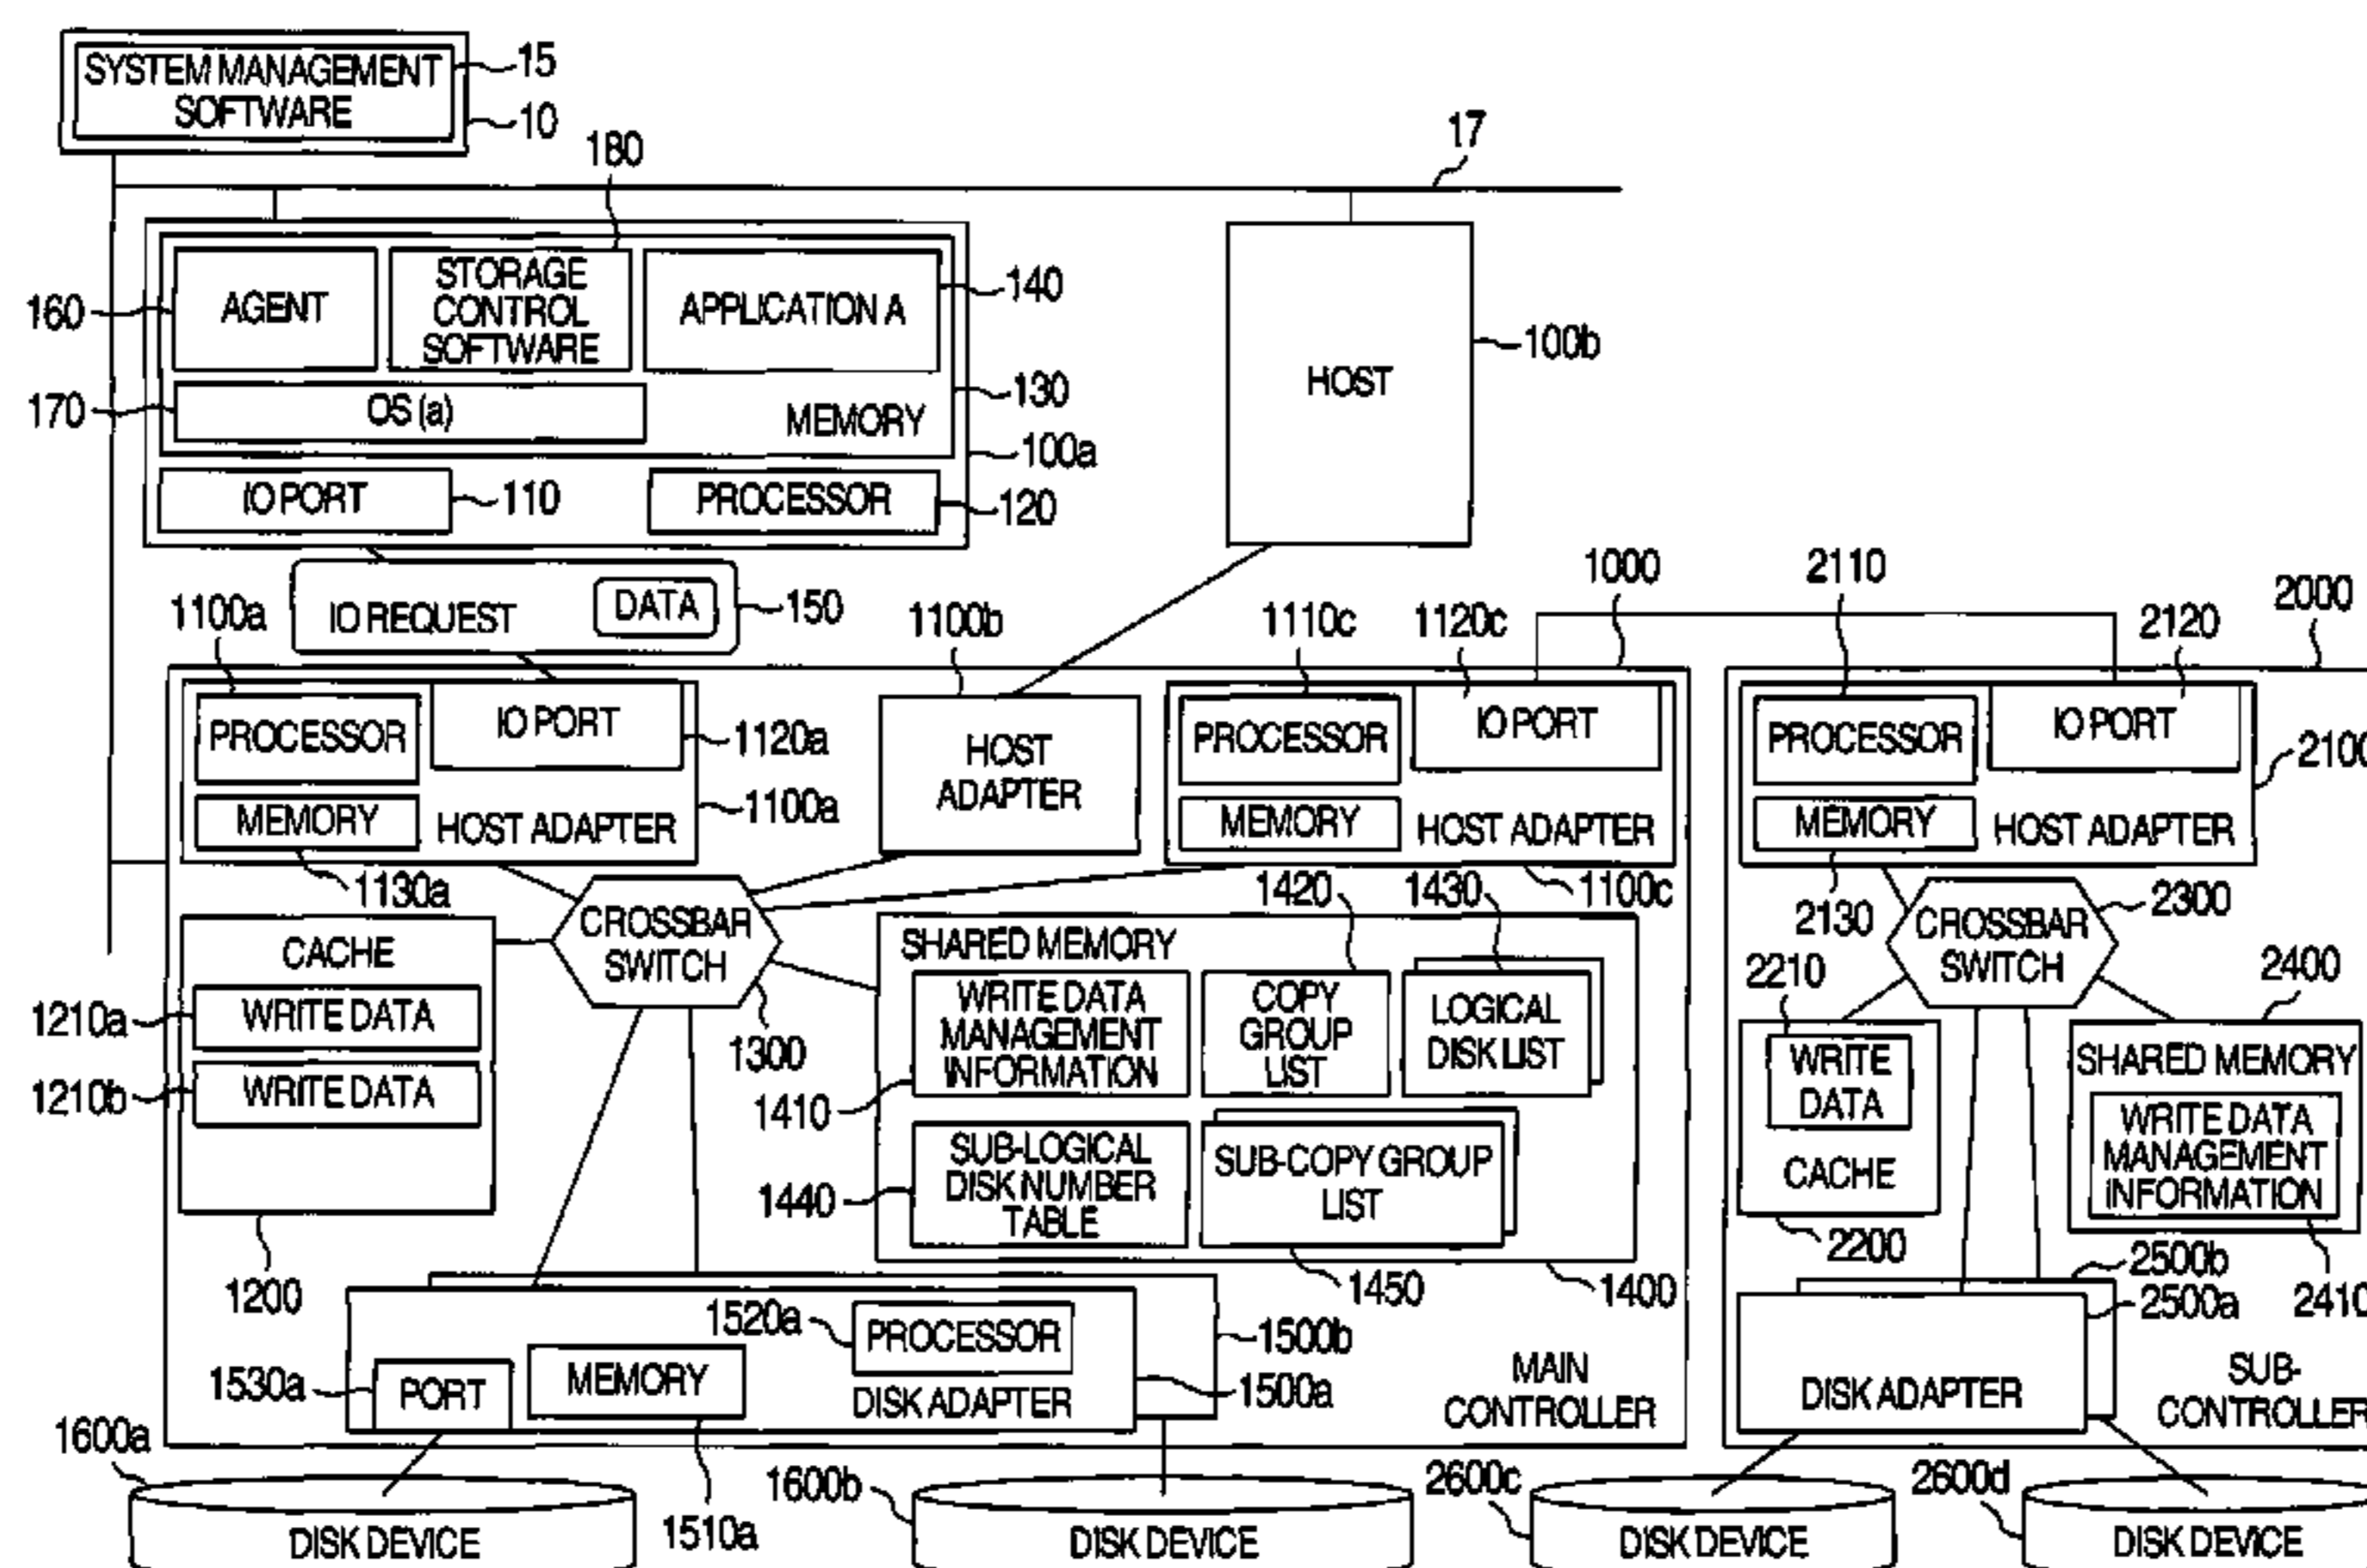 SYSTEM MANAGEMENT
SOFTWARE
15
10
180
17
160
AGENT
STORAGE
CONTROL
SOFTWARE
APPLICATION A
140
170
OS (a)
MEMORY
130
100a
IO PORT
110
PROCESSOR
120
HOST
100b
IO REQUEST
DATA
150
1100a
1100b
1110c
1120c
1000
2110
2120
2000
PROCESSOR
IO PORT
1120a
MEMORY
HOST ADAPTER
1100a
1130a
HOST
ADAPTER
PROCESSOR
IO PORT
MEMORY
HOST ADAPTER
1100c
PROCESSOR
IO PORT
2100
MEMORY
HOST ADAPTER
2130
CROSSBAR
SWITCH
1300
CACHE
1210a
WRITE DATA
1210b
WRITE DATA
1200
1420
1430
SHARED MEMORY
WRITE DATA
MANAGEMENT
INFORMATION
1410
COPY
GROUP
LIST
LOGICAL
DISK LIST
1440
SUB-LOGICAL
DISK NUMBER
TABLE
SUB-COPY GROUP
LIST
1450
1400
CROSSBAR
SWITCH
2300
2210
WRITE
DATA
CACHE
2200
2400
SHARED MEMORY
WRITE DATA
MANAGEMENT
INFORMATION
2410
2500b
2500a
1520a
PROCESSOR
1500b
1530a
PORT
MEMORY
DISK ADAPTER
1500a
MAIN
CONTROLLER
DISK ADAPTER
SUB-
CONTROLLER
1600a
DISK DEVICE
1510a
1600b
DISK DEVICE
2600c
DISK DEVICE
2600d
DISK DEVICE